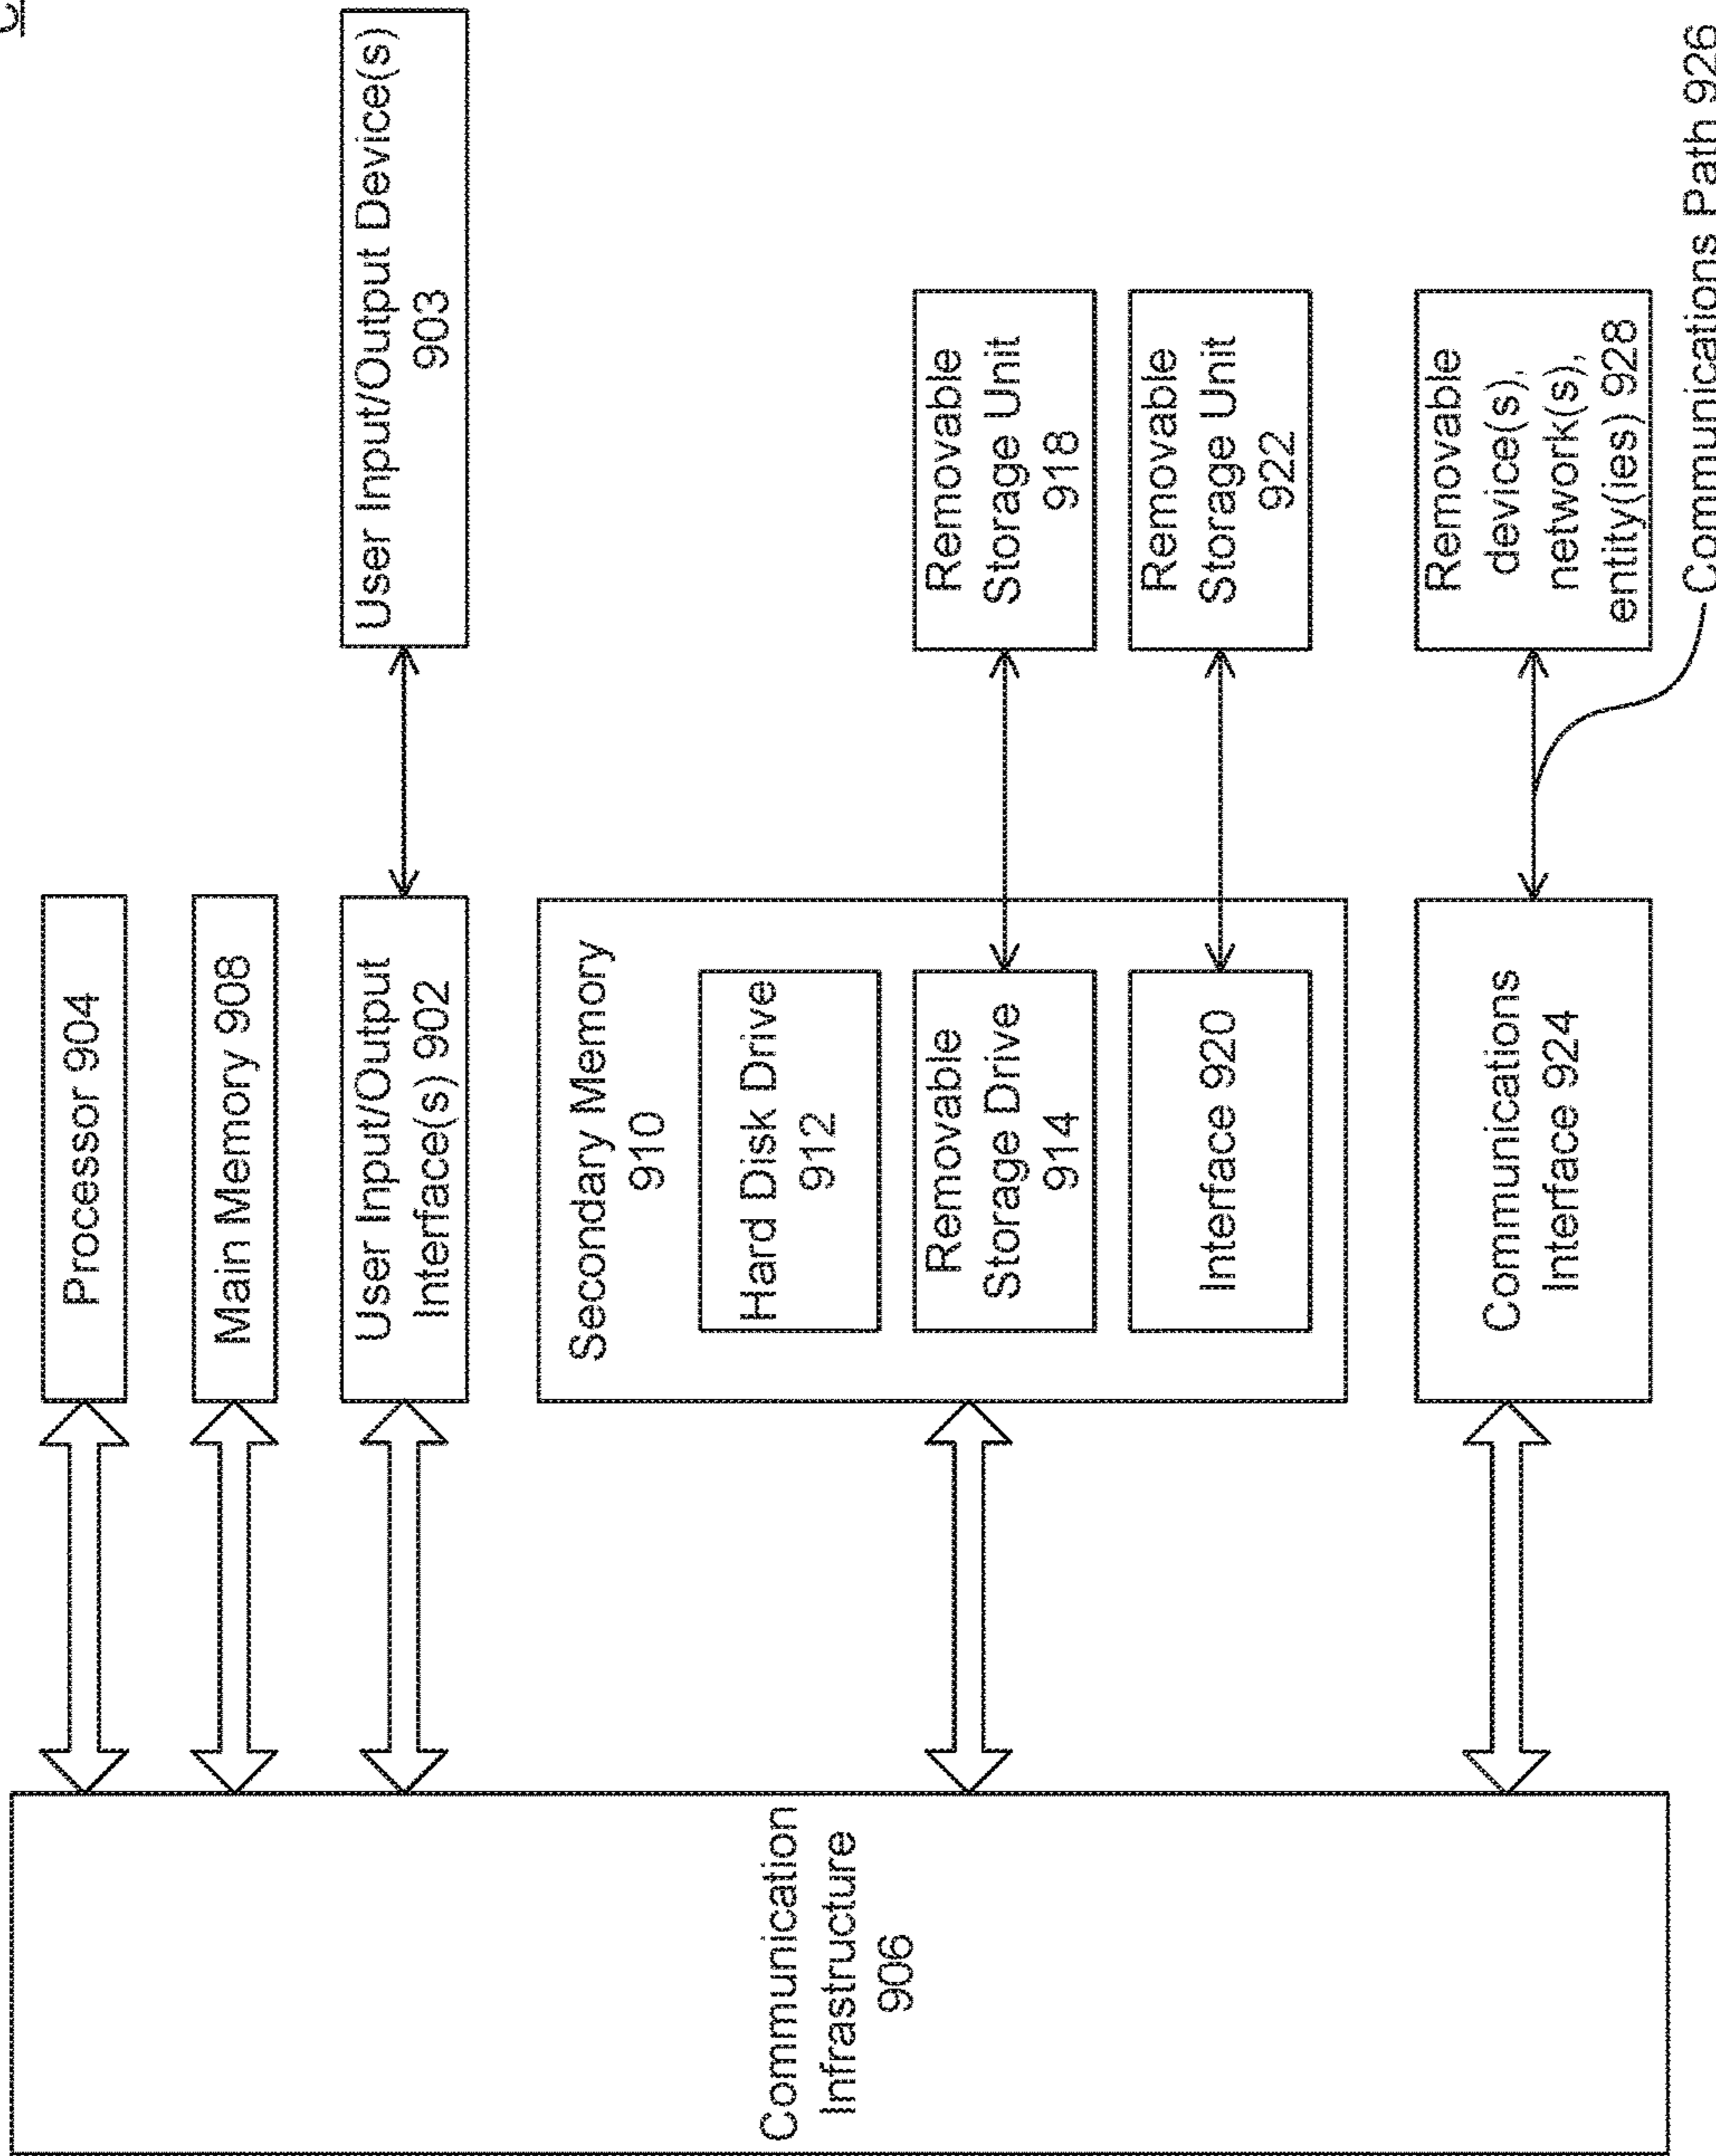 Processor 904
Main Memory 908
User Input/Output
Interface(s) 902
User Input/Output Device(s)
903
Secondary Memory
910
Hard Disk Drive
912
Removable
Storage Drive
914
Removable
Storage Unit
918
Interface 920
Removable
Storage Unit
922
Communications
Interface 924
Removable
device(s),
network(s),
entity(ies) 928
Communications Path 926
Communication
Infrastructure
906